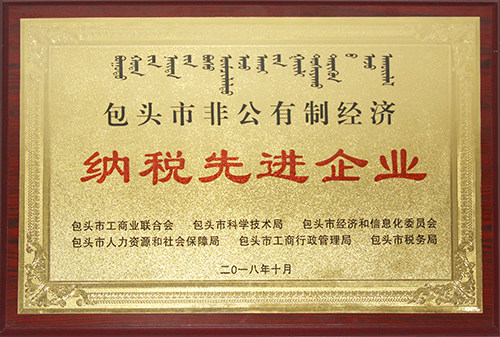 包头市非公有制经济
纳税先进企业
包头市工商业联合会 包头市科学技术局 包头市经济和信息化委员会
包头市人力资源和社会保障局 包头市工商行政管理局 包头市税务局
二〇一八年十月